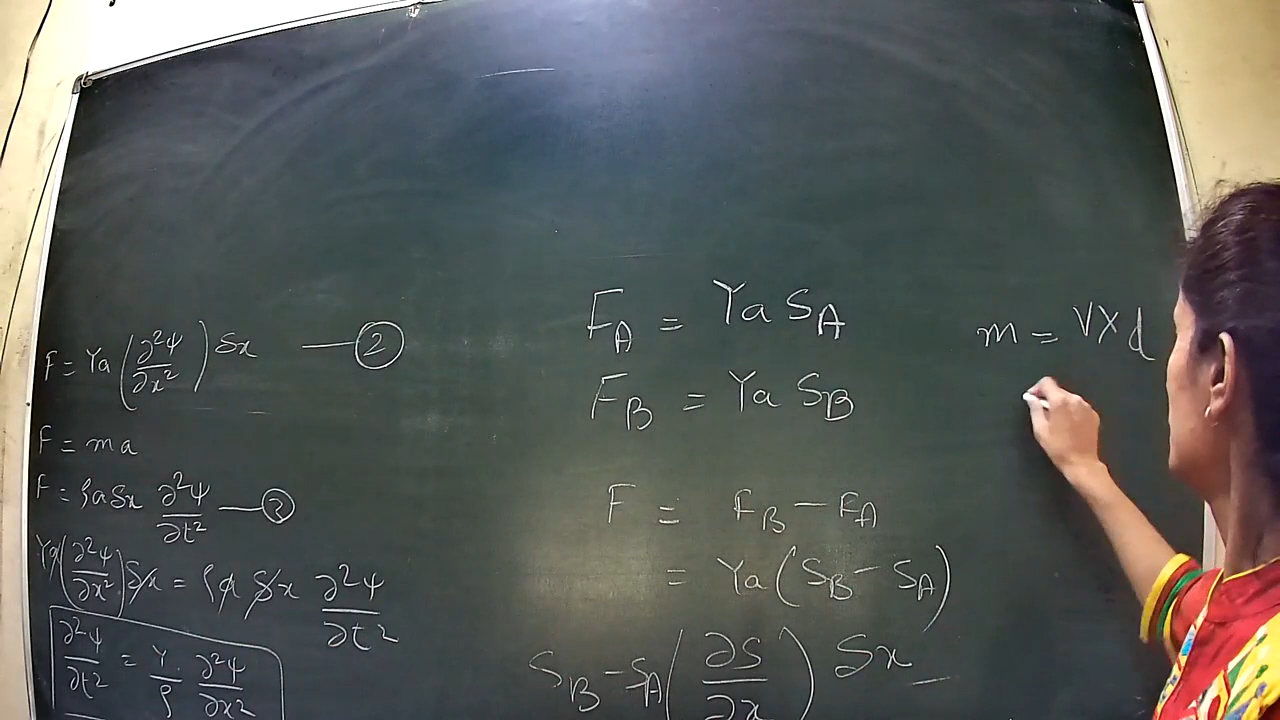 F = Ya (∂²ψ/∂x²) δx —②
F = ma
F = ρaδx ∂²ψ/∂t² —③
Ya(∂²ψ/∂x²)δx = ρa δx ∂²ψ/∂t²
∂²ψ/∂t² = Y/ρ . ∂²ψ/∂x²
F_A = Ya S_A
F_B = Ya S_B
F = F_B − F_A
= Ya(S_B − S_A)
S_B − S_A (∂S/∂x) δx
m = V×d